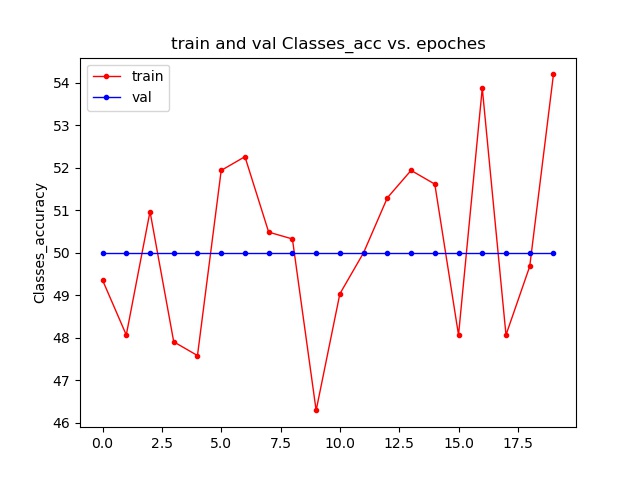 train and val Classes_acc vs. epoches
train
val
Classes_accuracy
54
53
52
51
50
49
48
47
46
0.0 2.5 5.0 7.5 10.0 12.5 15.0 17.5